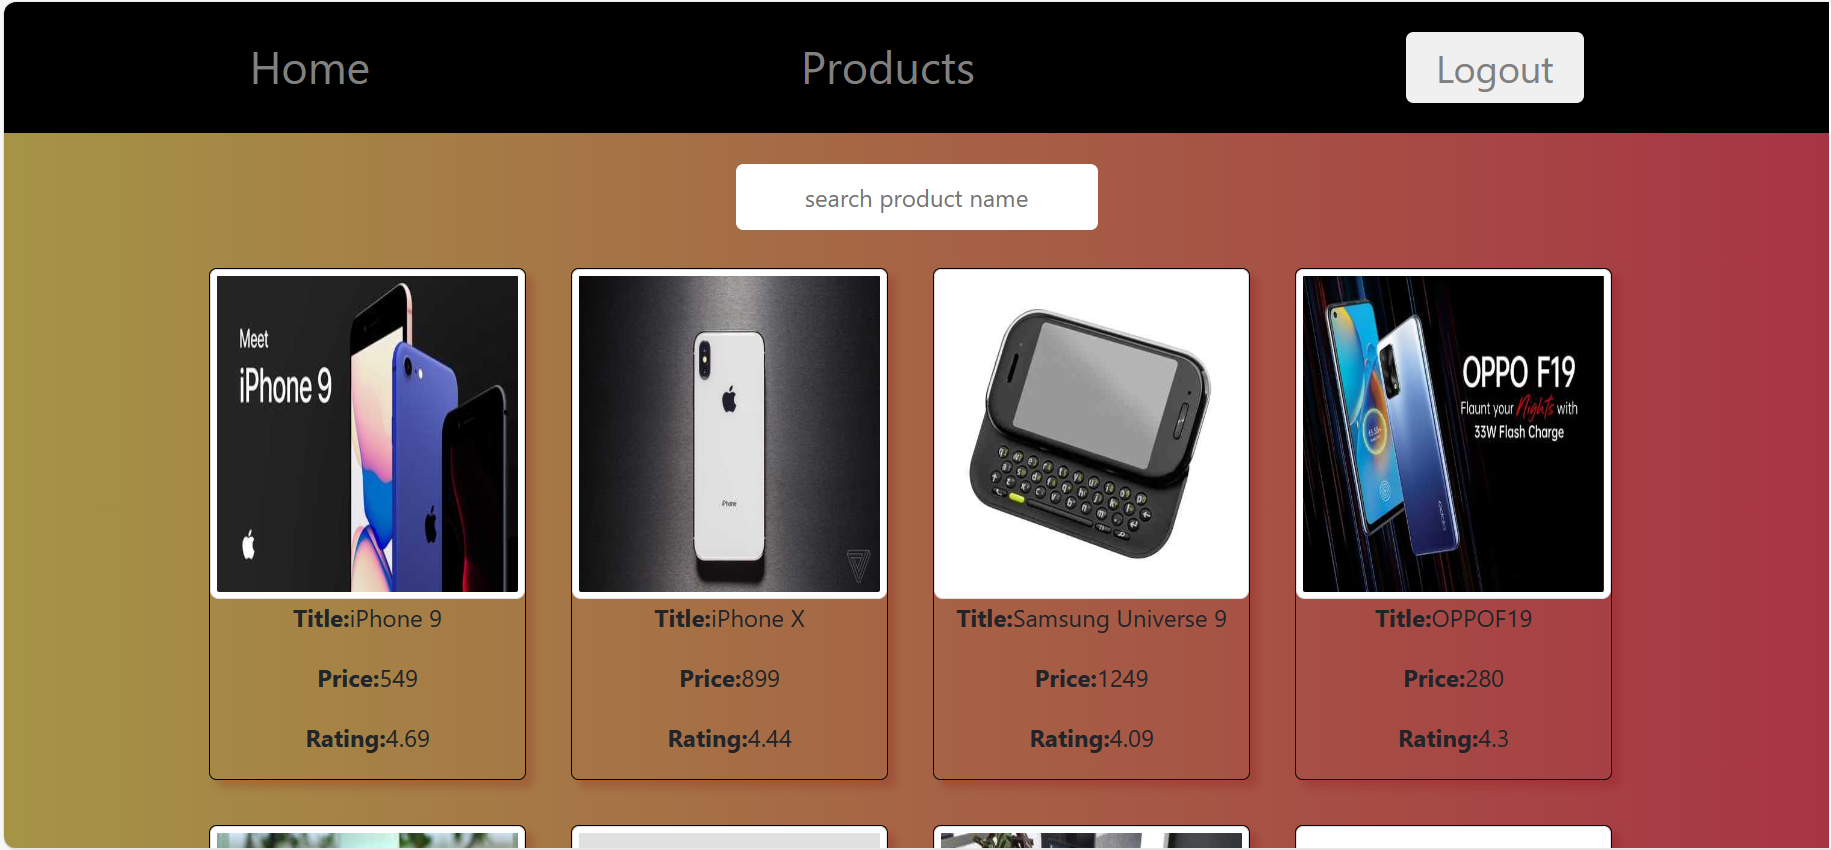 Home Products Logout
search product name
Meet
iPhone 9
iPhone
OPPO F19
Flaunt your Nights with
33W Flash Charge
Title:iPhone 9
Price:549
Rating:4.69
Title:iPhone X
Price:899
Rating:4.44
Title:Samsung Universe 9
Price:1249
Rating:4.09
Title:OPPOF19
Price:280
Rating:4.3